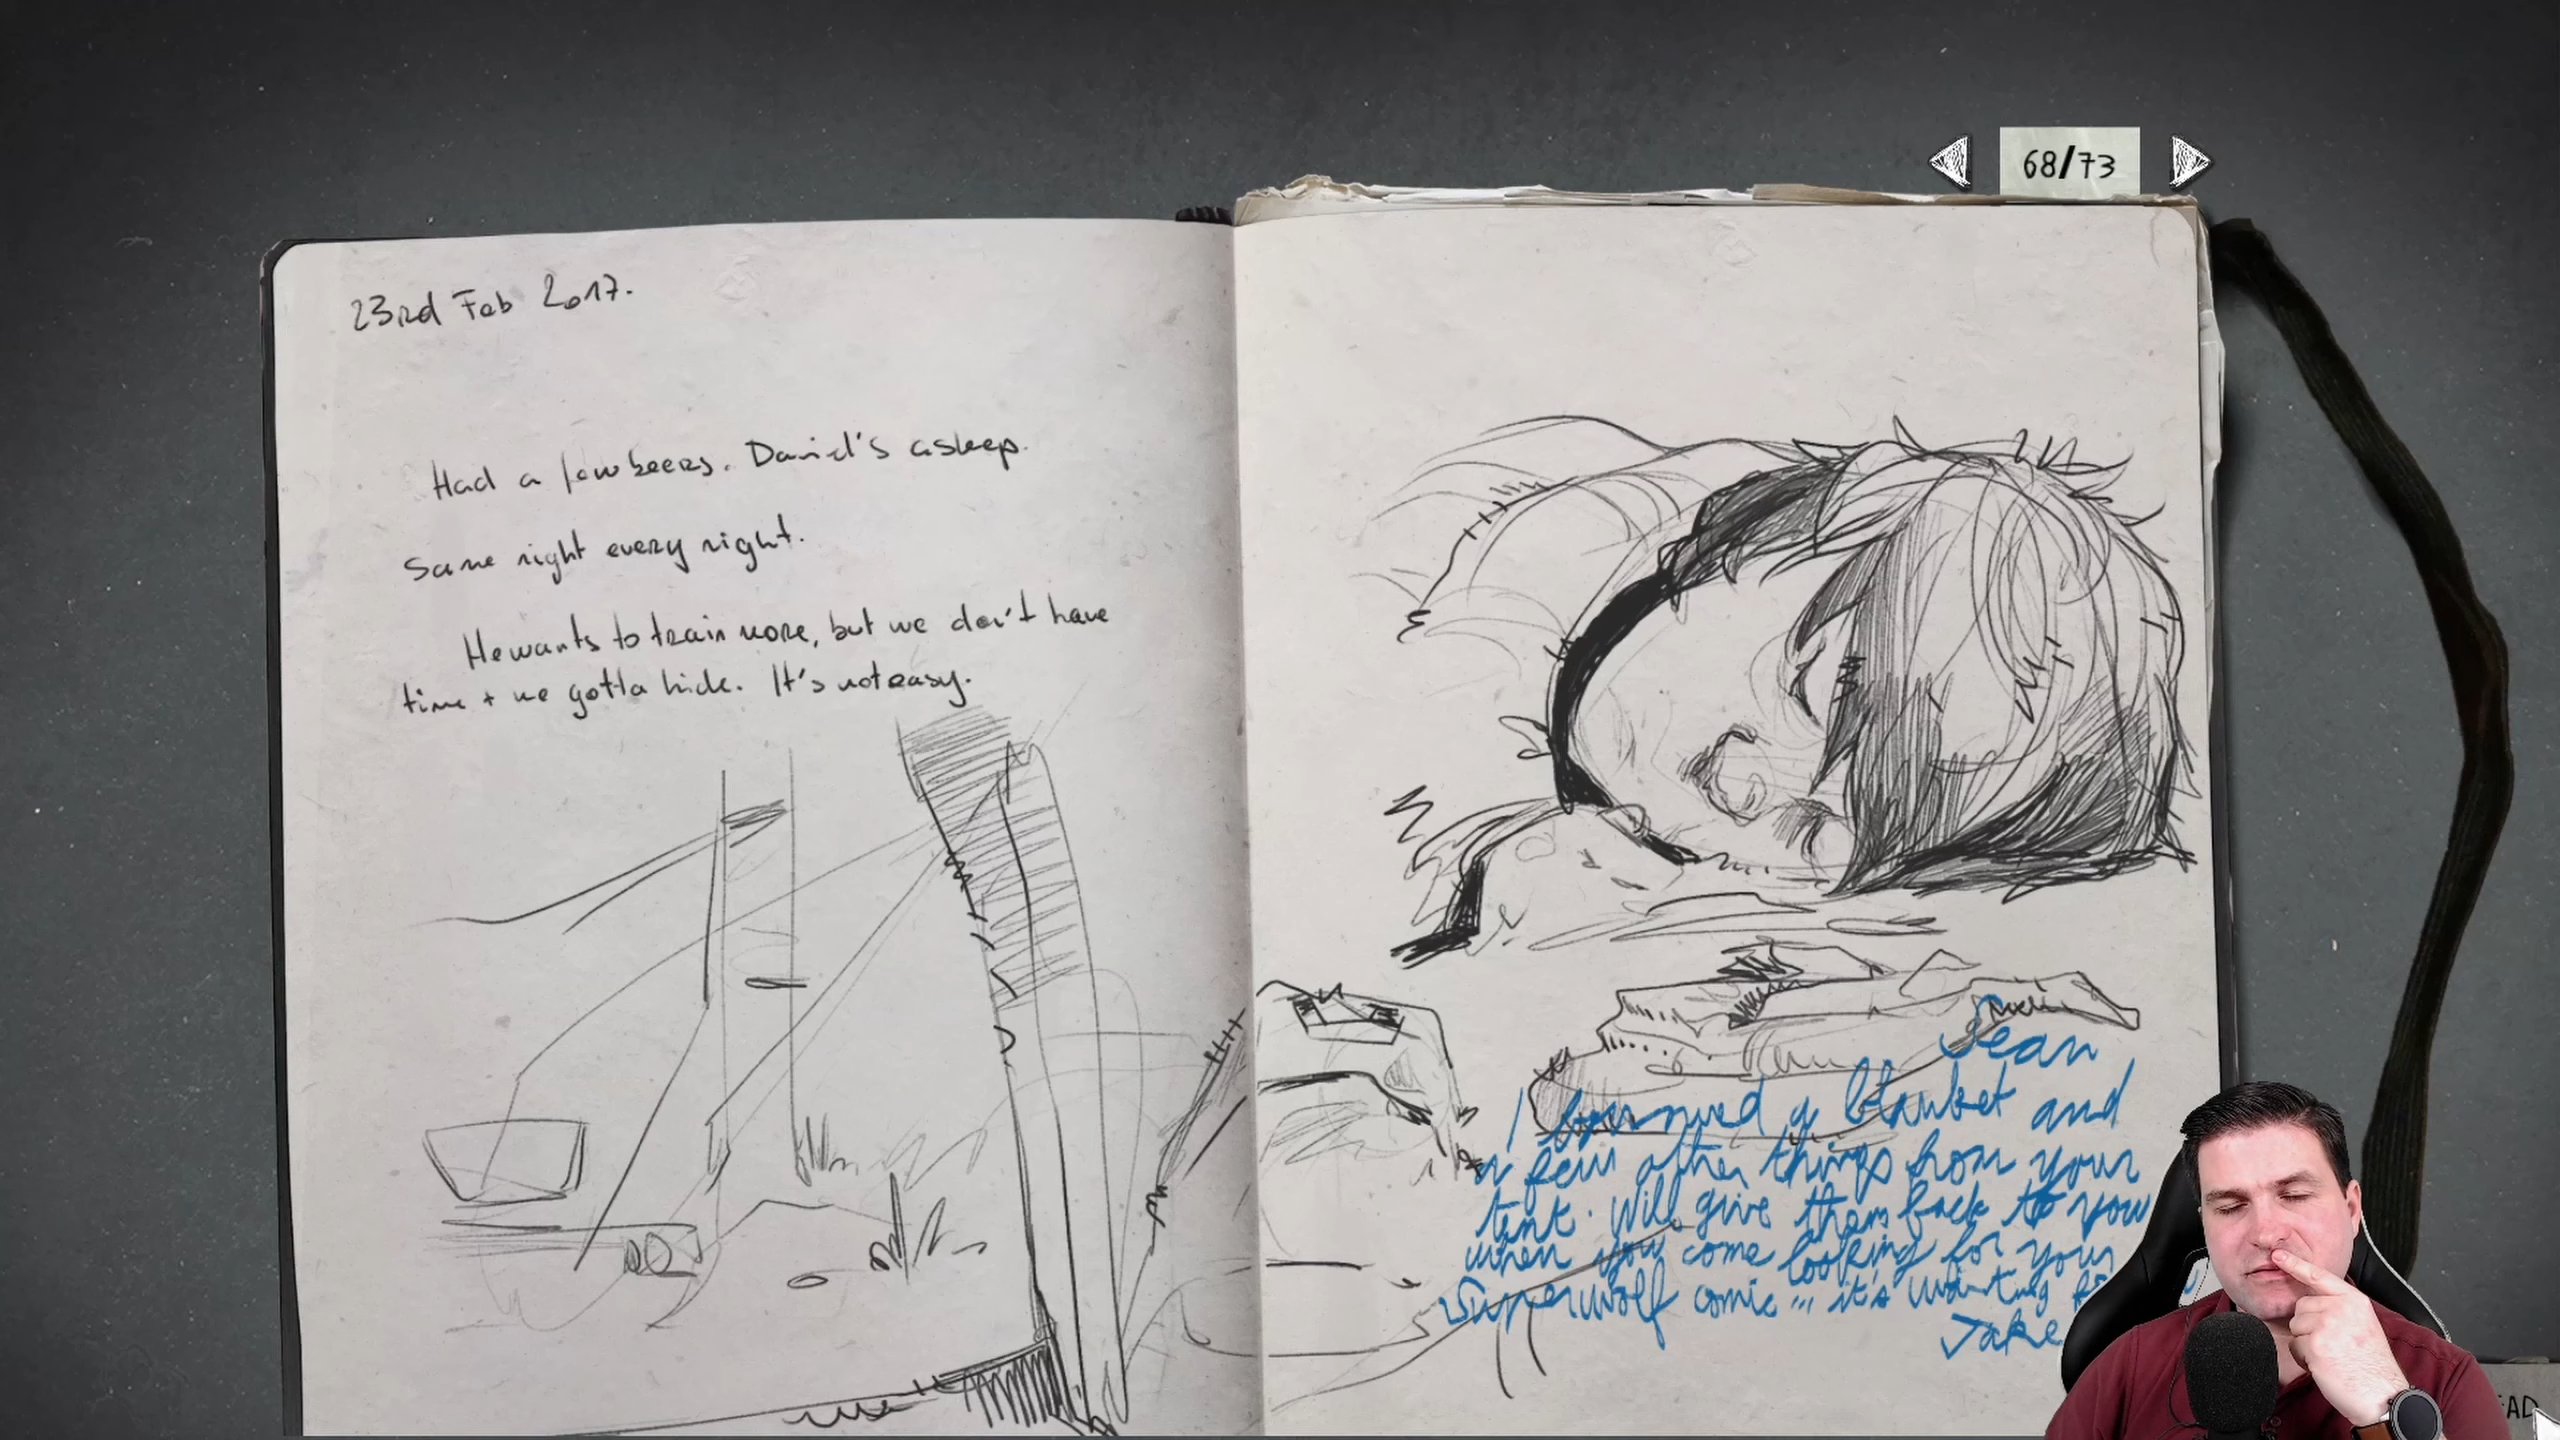 68/73
23rd Feb 2017.
Had a few beers. Daniel's asleep.
Same night every night.
He wants to train more, but we don't have
time + we gotta hide. It's not easy.
Sean
I borrowed a blanket and
a few other things from your
tent. Will give them back to you
when you come looking for your
Superwolf comic... it's waiting
Jake